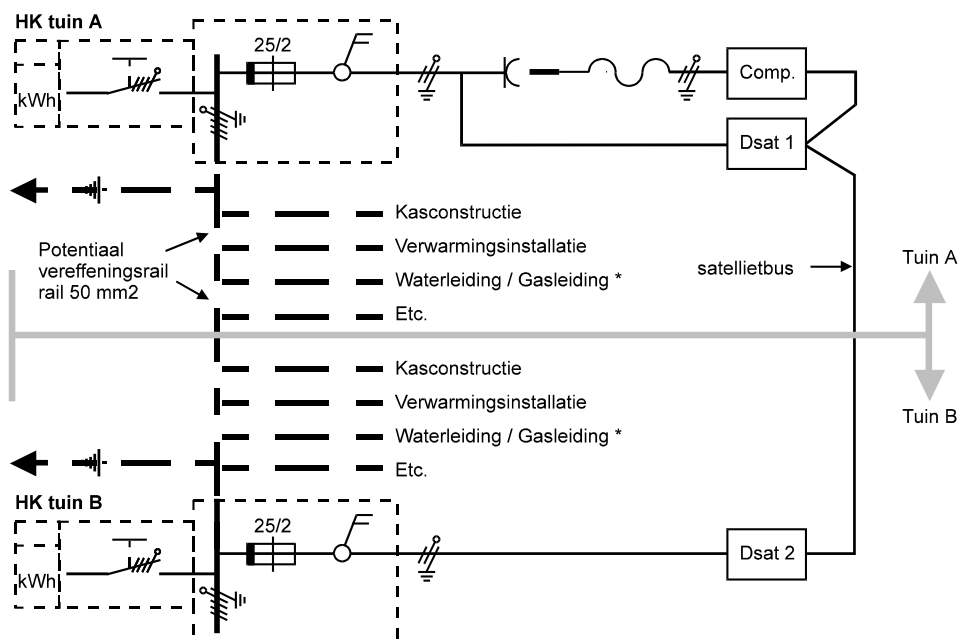 HK tuin A
25/2
kWh
Comp.
Dsat 1
Kasconstructie
Potentiaal
vereffeningsrail
rail 50 mm2
Verwarmingsinstallatie
Waterleiding / Gasleiding *
Etc.
satellietbus
Tuin A
Kasconstructie
Verwarmingsinstallatie
Waterleiding / Gasleiding *
Etc.
Tuin B
HK tuin B
25/2
kWh
Dsat 2